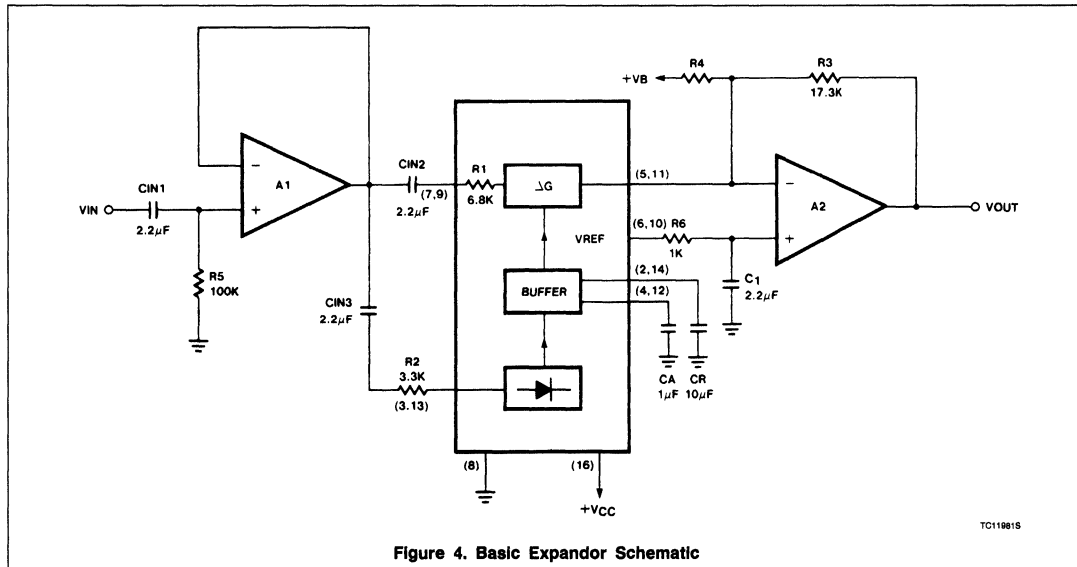 R4
R3
+VB
17.3K
CIN2
R1
(7,9)
2.2μF
6.8K
ΔG
(5,11)
−
A1
+
−
A2
+
VOUT
CIN1
VIN
2.2μF
R5
100K
VREF
(6,10) R6
1K
C1
2.2μF
BUFFER
(2,14)
(4,12)
CIN3
2.2μF
R2
3.3K
(3.13)
CA
1μF
CR
10μF
(8)
(16)
+VCC
TC11981S
Figure 4. Basic Expandor Schematic